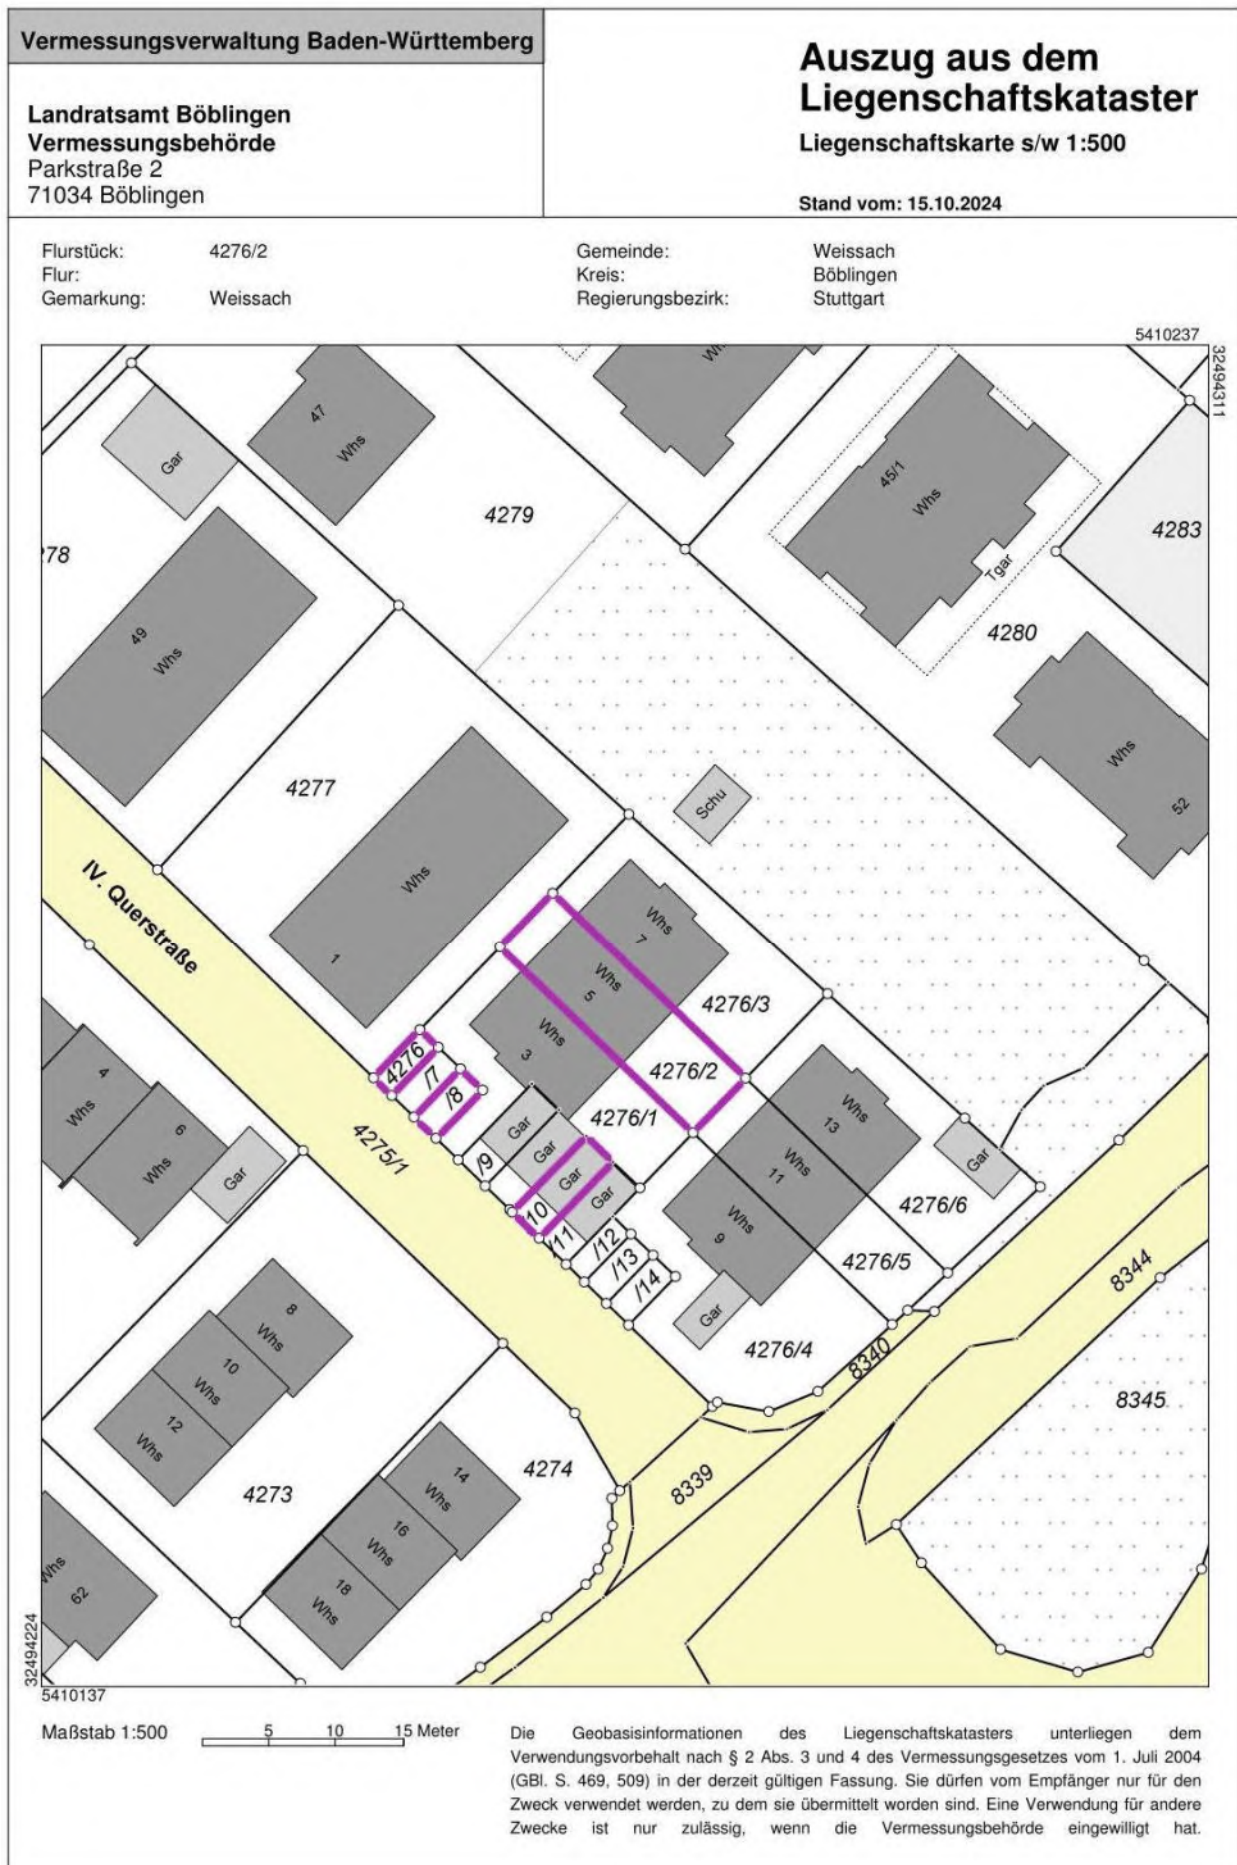 Vermessungsverwaltung Baden-Württemberg
Landratsamt Böblingen
Vermessungsbehörde
Parkstraße 2
71034 Böblingen
Auszug aus dem
Liegenschaftskataster
Liegenschaftskarte s/w 1:500
Stand vom: 15.10.2024
Flurstück: 4276/2
Flur:
Gemarkung: Weissach
Gemeinde: Weissach
Kreis: Böblingen
Regierungsbezirk: Stuttgart
5410237
32494311
47
Whs
Gar
4279
45/1
Whs
4283
278
Tgar
4280
49
Whs
4277
Whs
52
Schu
IV. Querstraße
Whs
1
Whs
7
Whs
5
4276/3
Whs
3
4276/2
4276
/7
/8
4276/1
Gar
Gar
Gar
Gar
4
Whs
6
Whs
Gar
4275/1
/9
/10
/11
/12
/13
/14
Whs
13
Whs
11
Whs
9
Gar
4276/6
4276/5
Gar
4276/4
8344
8340
8
Whs
10
Whs
12
Whs
8345
14
Whs
16
Whs
18
Whs
4274
4273
8339
Whs
62
32494224
5410137
Maßstab 1:500
5 10 15 Meter
Die Geobasisinformationen des Liegenschaftskatasters unterliegen dem
Verwendungsvorbehalt nach § 2 Abs. 3 und 4 des Vermessungsgesetzes vom 1. Juli 2004
(GBl. S. 469, 509) in der derzeit gültigen Fassung. Sie dürfen vom Empfänger nur für den
Zweck verwendet werden, zu dem sie übermittelt worden sind. Eine Verwendung für andere
Zwecke ist nur zulässig, wenn die Vermessungsbehörde eingewilligt hat.